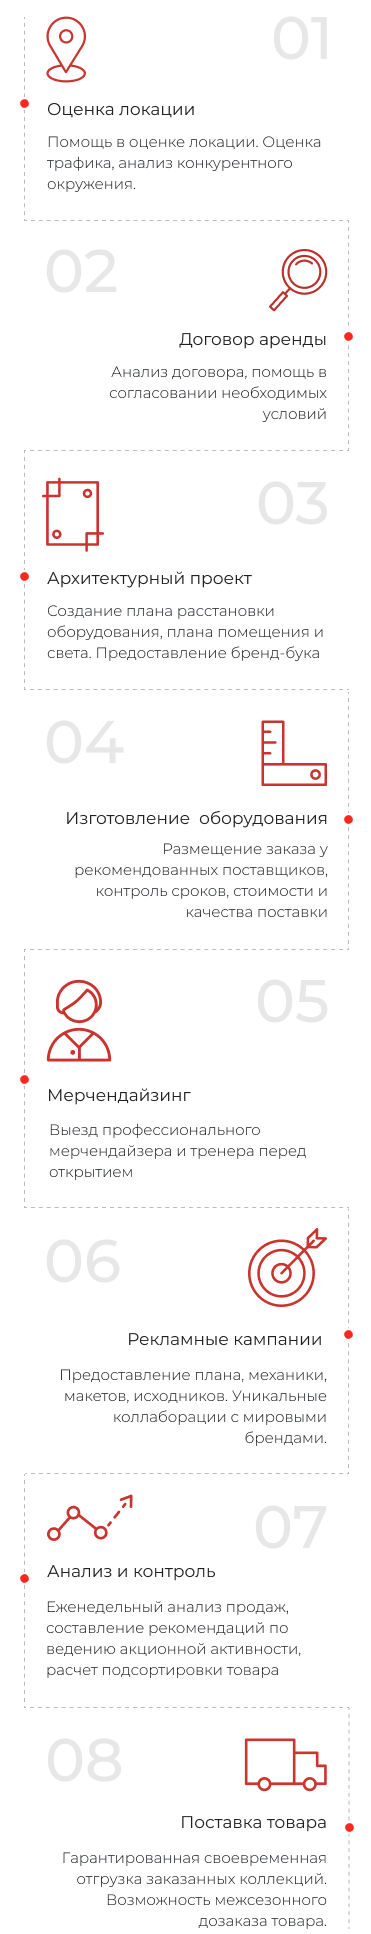 01
Оценка локации
Помощь в оценке локации. Оценка
трафика, анализ конкурентного
окружения.
02
Договор аренды
Анализ договора, помощь в
согласовании необходимых
условий
03
Архитектурный проект
Создание плана расстановки
оборудования, плана помещения и
света. Предоставление бренд-бука
04
Изготовление оборудования
Размещение заказа у
рекомендованных поставщиков,
контроль сроков, стоимости и
качества поставки
05
Мерчендайзинг
Выезд профессионального
мерчендайзера и тренера перед
открытием
06
Рекламные кампании
Предоставление плана, механики,
макетов, исходников. Уникальные
коллаборации с мировыми
брендами.
07
Анализ и контроль
Еженедельный анализ продаж,
составление рекомендаций по
ведению акционной активности,
расчет подсортировки товара
08
Поставка товара
Гарантированная своевременная
отгрузка заказанных коллекций.
Возможность межсезонного
дозаказа товара.